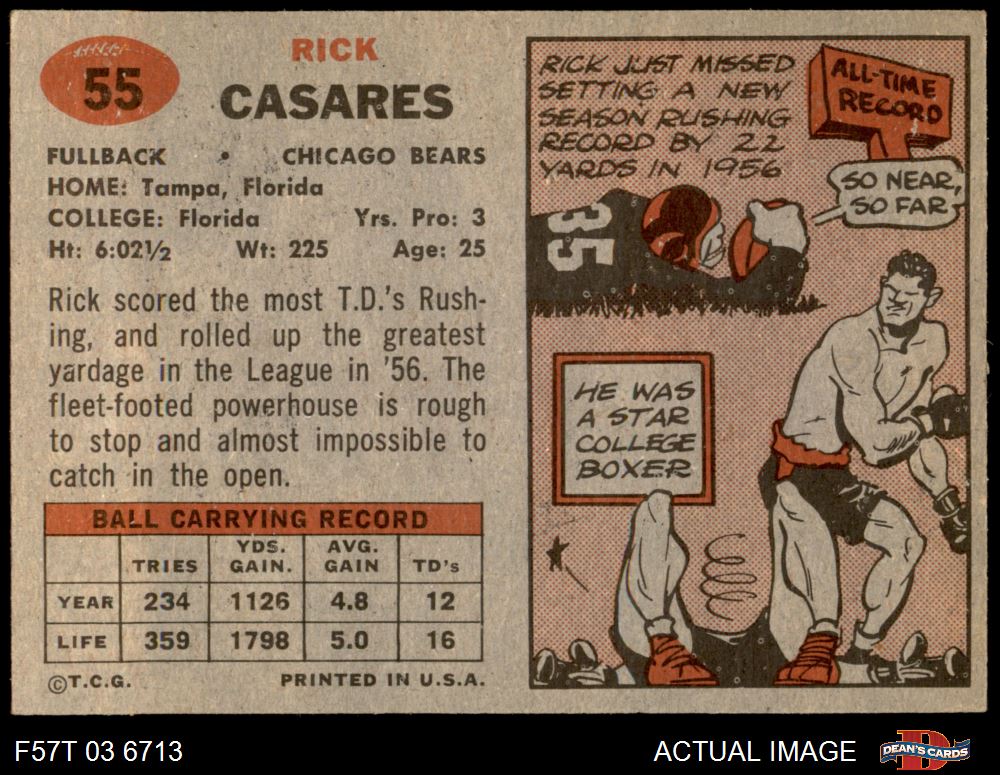 55
RICK
CASARES
FULLBACK • CHICAGO BEARS
HOME: Tampa, Florida
COLLEGE: Florida Yrs. Pro: 3
Ht: 6:02½ Wt: 225 Age: 25
Rick scored the most T.D.'s Rush-
ing, and rolled up the greatest
yardage in the League in '56. The
fleet-footed powerhouse is rough
to stop and almost impossible to
catch in the open.
BALL CARRYING RECORD
TRIES YDS. GAIN. AVG. GAIN TD's
YEAR 234 1126 4.8 12
LIFE 359 1798 5.0 16
©T.C.G. PRINTED IN U.S.A.
RICK JUST MISSED
SETTING A NEW
SEASON RUSHING
RECORD BY 22
YARDS IN 1956
ALL-TIME
RECORD
SO NEAR,
SO FAR
35
HE WAS
A STAR
COLLEGE
BOXER
F57T 03 6713 ACTUAL IMAGE
D
DEAN'S CARDS